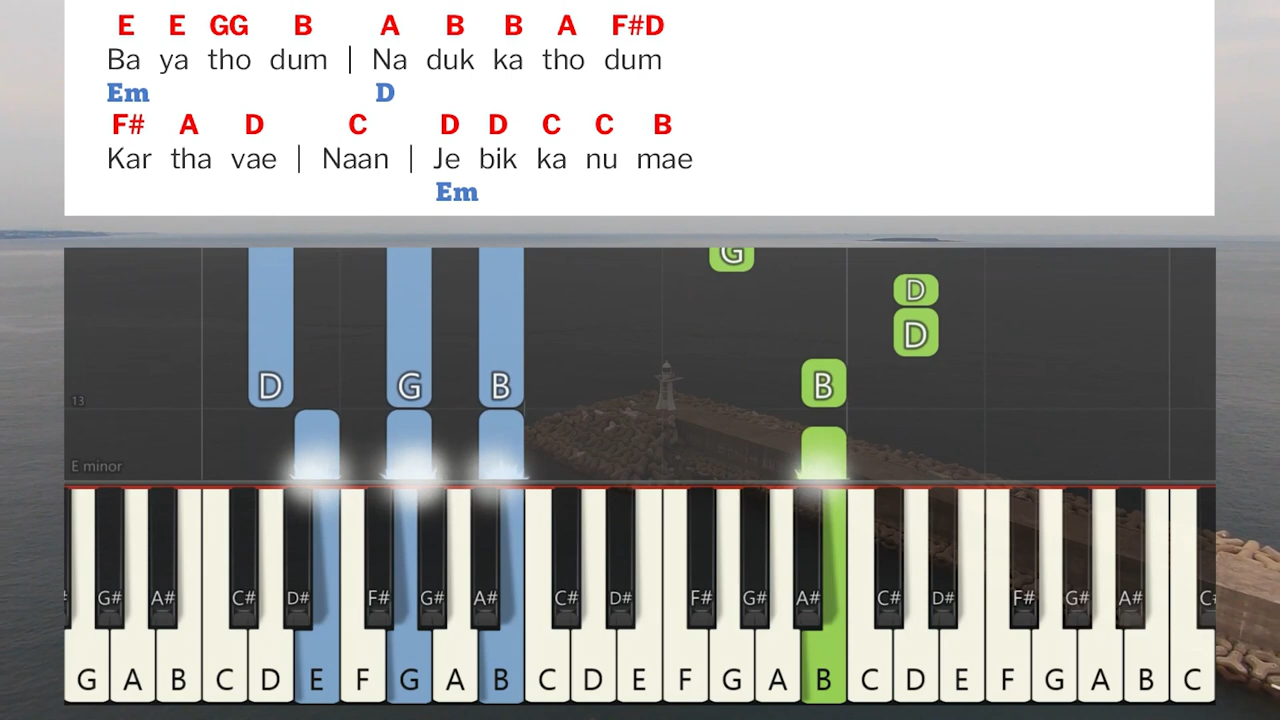 E E GG B A B B A F#D
Ba ya tho dum | Na duk ka tho dum
Em D
F# A D C D D C C B
Kar tha vae | Naan | Je bik ka nu mae
Em
G
D
D
D G B B
13
E minor
G# A# C# D# F# G# A# C# D# F# G# A# C# D# F# G# A# C#
G A B C D E F G A B C D E F G A B C D E F G A B C